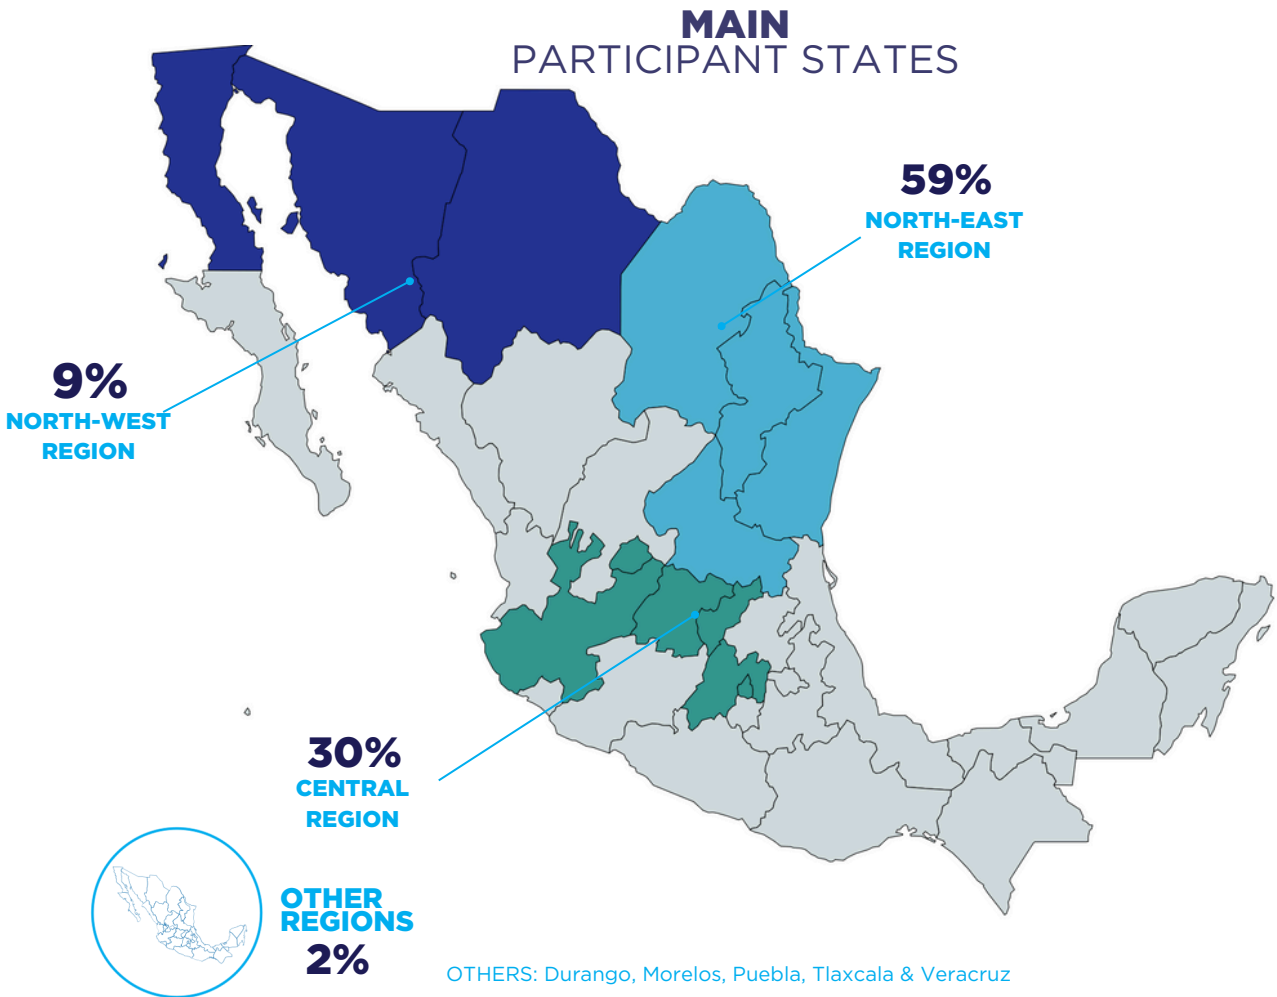 MAIN
PARTICIPANT STATES
59%
NORTH-EAST
REGION
9%
NORTH-WEST
REGION
30%
CENTRAL
REGION
OTHER
REGIONS
2%
OTHERS: Durango, Morelos, Puebla, Tlaxcala & Veracruz